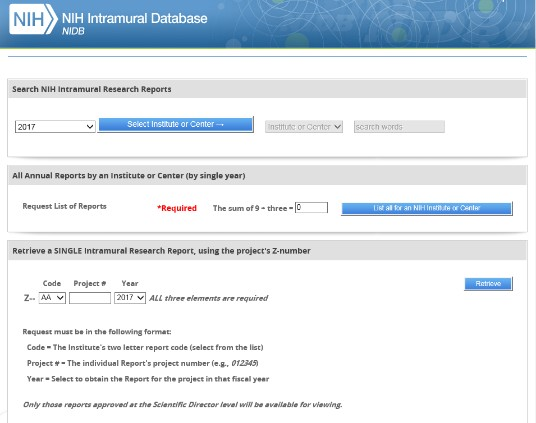 NIH NIH Intramural Database
NIDB
Search NIH Intramural Research Reports
2017 Select Institute or Center → Institute or Center search words
All Annual Reports by an Institute or Center (by single year)
Request List of Reports *Required The sum of 9 + three = 0 List all for an NIH Institute or Center
Retrieve a SINGLE Intramural Research Report, using the project's Z-number
Code Project # Year Retrieve
Z-- AA 2017 ALL three elements are required
Request must be in the following format:
Code = The Institute's two letter report code (select from the list)
Project # = The individual Report's project number (e.g., 012345)
Year = Select to obtain the Report for the project in that fiscal year
Only those reports approved at the Scientific Director level will be available for viewing.